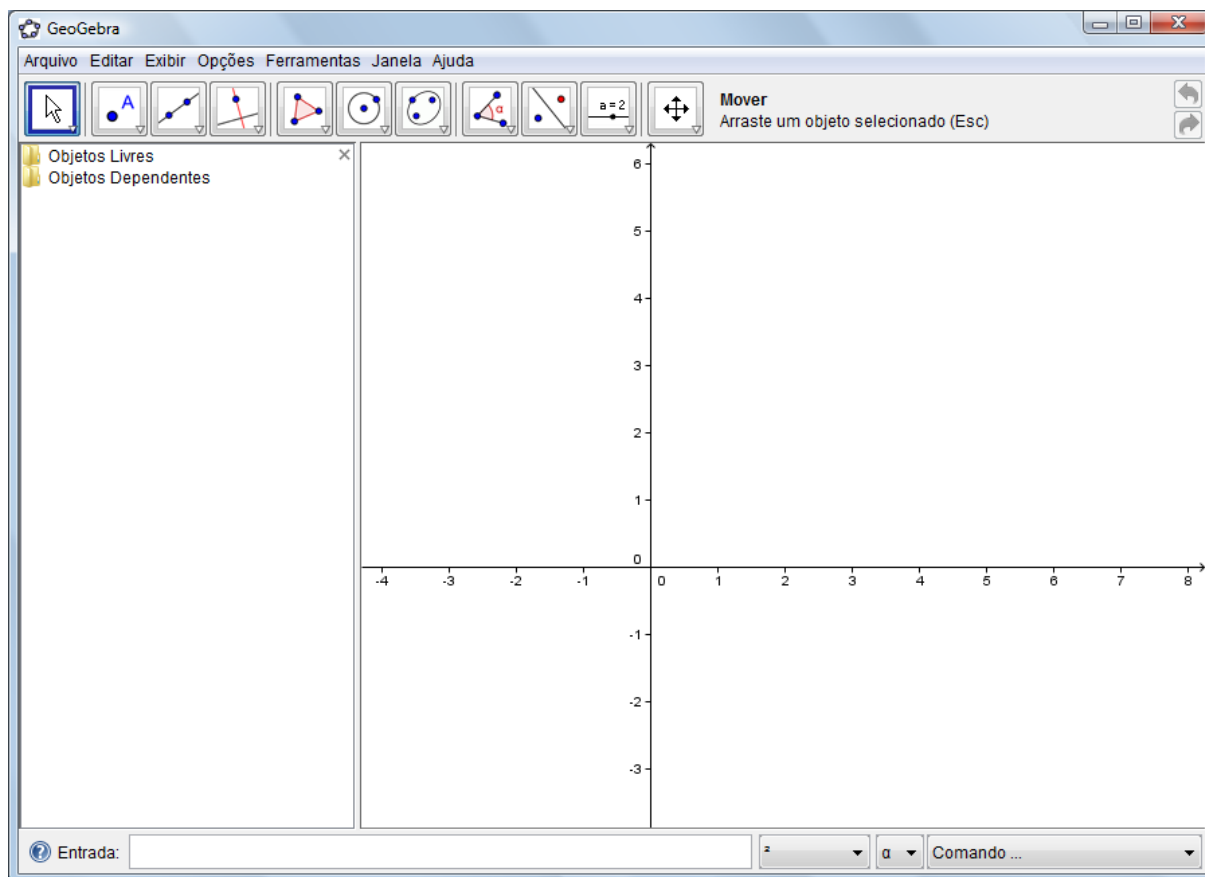 GeoGebra
Arquivo Editar Exibir Opções Ferramentas Janela Ajuda
A
α
a=2
Mover
Arraste um objeto selecionado (Esc)
Objetos Livres
Objetos Dependentes
6
5
4
3
2
1
0
-4 -3 -2 -1 0 1 2 3 4 5 6 7 8
-1
-2
-3
Entrada: ² α Comando ...